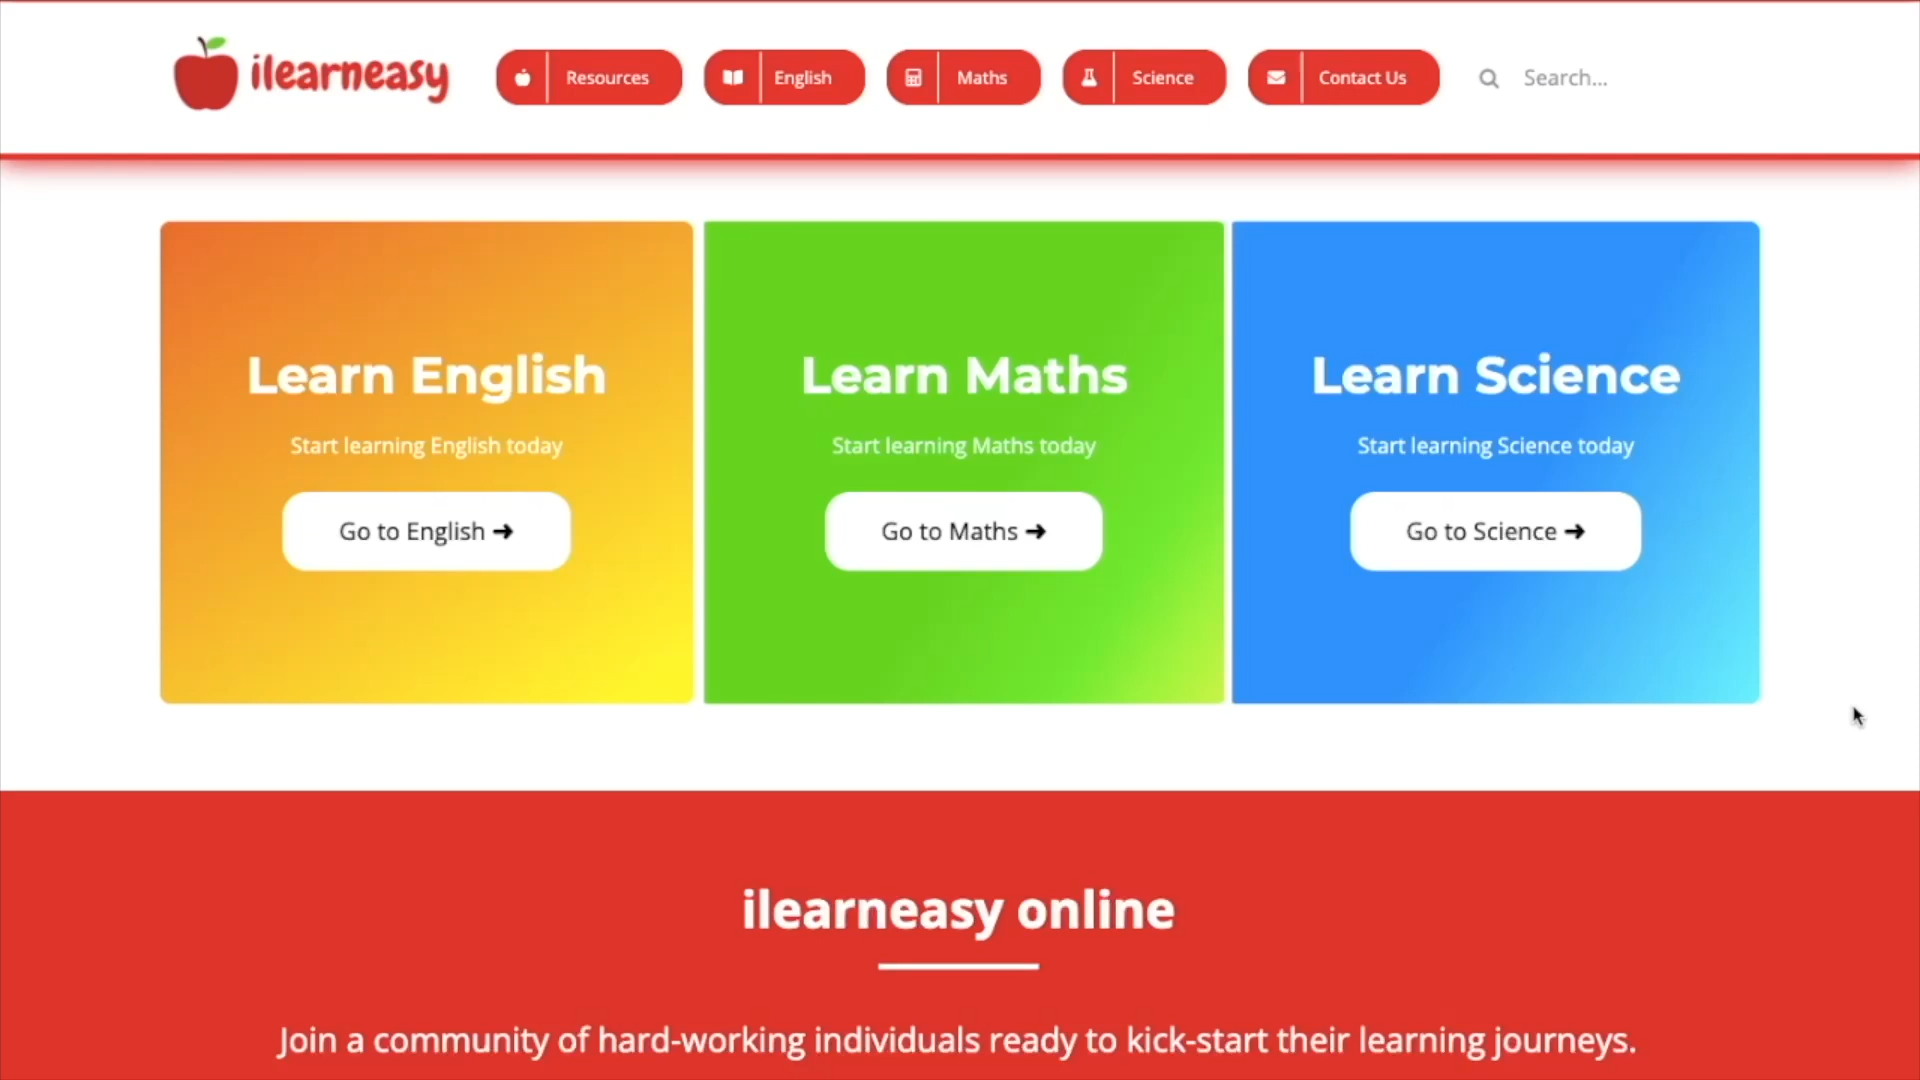 ilearneasy
Resources
English
Maths
Science
Contact Us
Search...
Learn English
Start learning English today
Go to English ➜
Learn Maths
Start learning Maths today
Go to Maths ➜
Learn Science
Start learning Science today
Go to Science ➜
ilearneasy online
Join a community of hard-working individuals ready to kick-start their learning journeys.